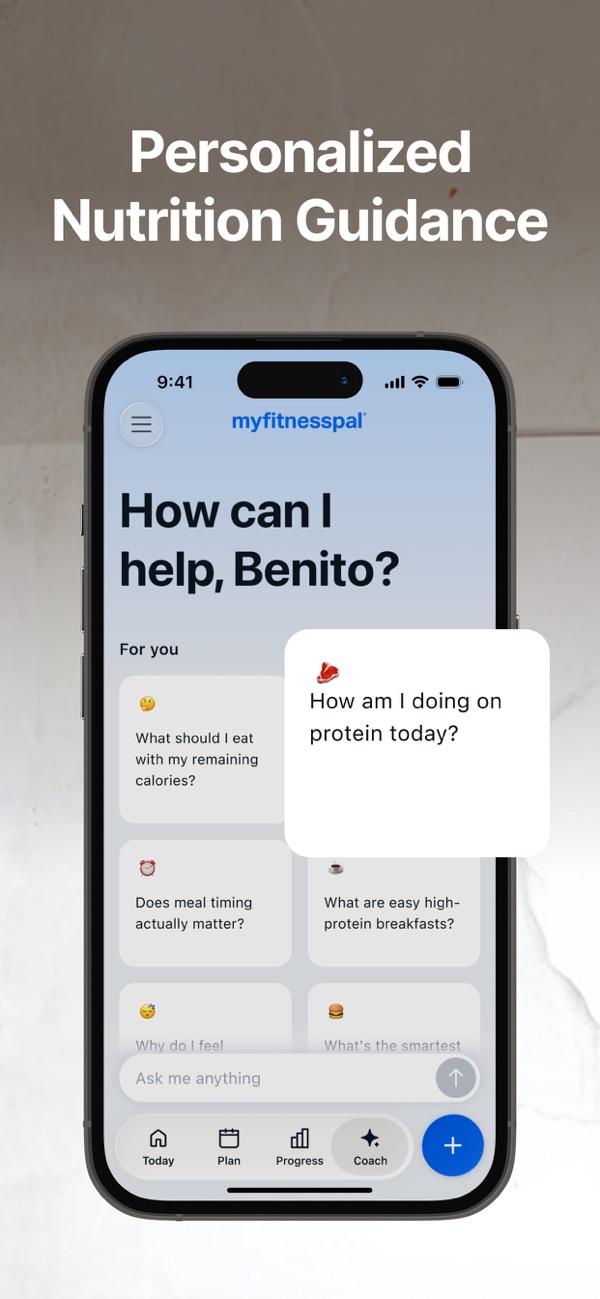 Personalized
Nutrition Guidance
9:41
myfitnesspal®
How can I
help, Benito?
For you
What should I eat
with my remaining
calories?
How am I doing on
protein today?
Does meal timing
actually matter?
What are easy high-
protein breakfasts?
Why do I feel
What's the smartest
Ask me anything
Today
Plan
Progress
Coach